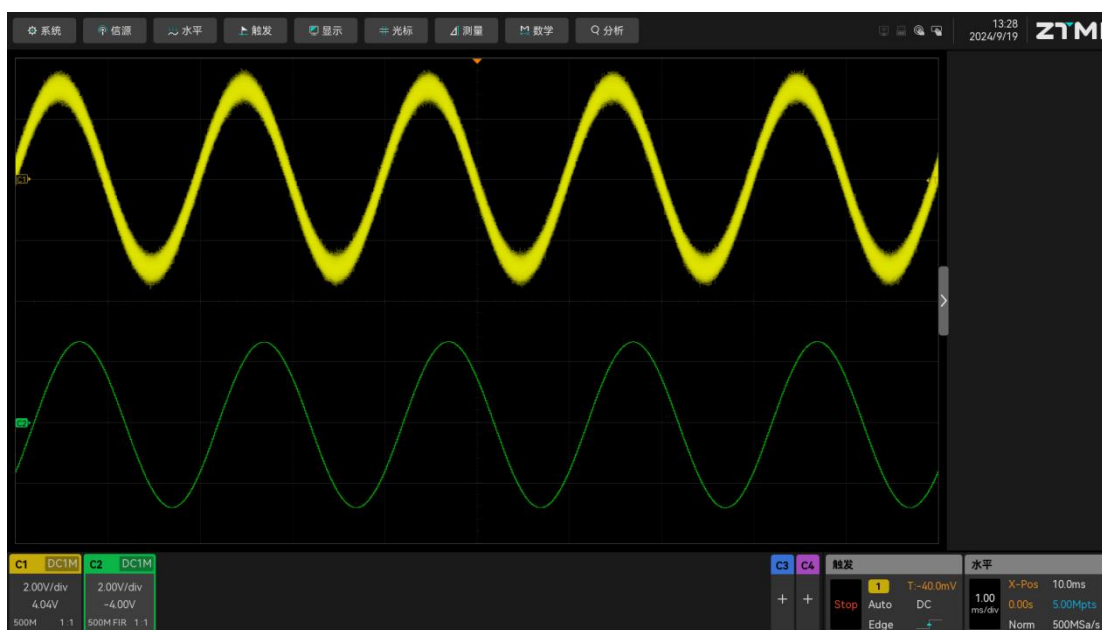 系统 信源 水平 触发 显示 光标 测量 数学 分析 13:28
2024/9/19
C1
C2
C1 DC1M
2.00V/div
4.04V
500M 1:1
C2 DC1M
2.00V/div
-4.00V
500M FIR 1:1
C3 C4
+ +
触发
1 T:-40.0mV
Stop Auto DC
Edge
水平
1.00
ms/div
X-Pos 10.0ms
0.00s 5.00Mpts
Norm 500MSa/s